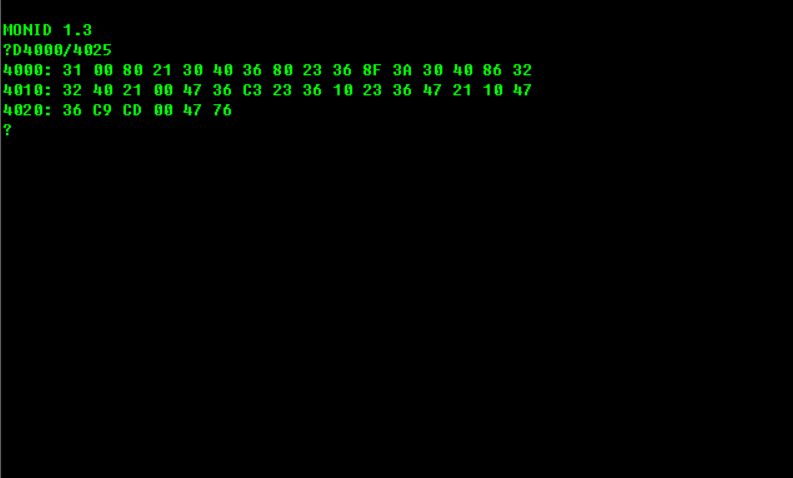 MONID 1.3
?D4000/4025
4000: 31 00 80 21 30 40 36 80 23 36 8F 3A 30 40 86 32
4010: 32 40 21 00 47 36 C3 23 36 10 23 36 47 21 10 47
4020: 36 C9 CD 00 47 76
?